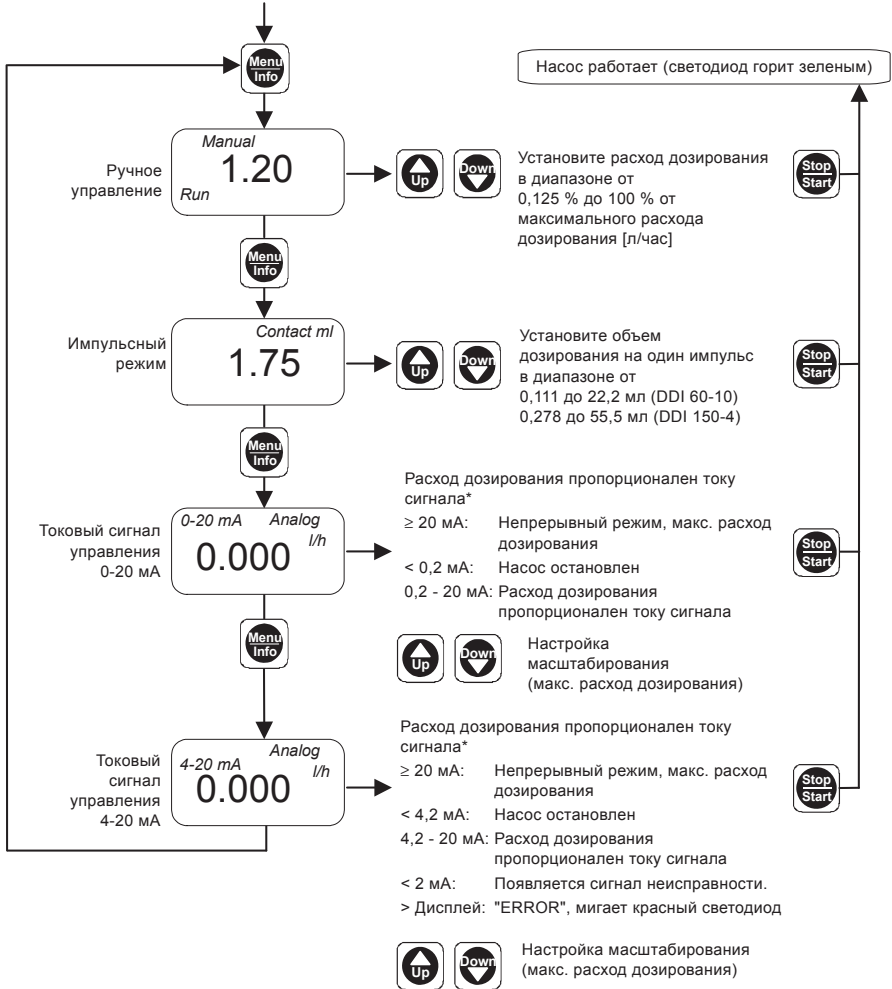 Menu
Info
Насос работает (светодиод горит зеленым)
Ручное
управление
Manual
1.20
Run
Up
Down
Установите расход дозирования
в диапазоне от
0,125 % до 100 % от
максимального расхода
дозирования [л/час]
Stop
Start
Menu
Info
Импульсный
режим
Contact ml
1.75
Up
Down
Установите объем
дозирования на один импульс
в диапазоне от
0,111 до 22,2 мл (DDI 60-10)
0,278 до 55,5 мл (DDI 150-4)
Stop
Start
Menu
Info
Токовый сигнал
управления
0-20 мА
0-20 mA Analog
l/h
0.000
Расход дозирования пропорционален току
сигнала*
≥ 20 мА: Непрерывный режим, макс. расход
дозирования
< 0,2 мА: Насос остановлен
0,2 - 20 мА: Расход дозирования
пропорционален току сигнала
Stop
Start
Menu
Info
Up
Down
Настройка
масштабирования
(макс. расход дозирования)
Токовый
сигнал
управления
4-20 мА
4-20 mA Analog
l/h
0.000
Расход дозирования пропорционален току
сигнала*
≥ 20 мА: Непрерывный режим, макс. расход
дозирования
< 4,2 мА: Насос остановлен
4,2 - 20 мА: Расход дозирования
пропорционален току сигнала
< 2 мА: Появляется сигнал неисправности.
> Дисплей: "ERROR", мигает красный светодиод
Stop
Start
Up
Down
Настройка масштабирования
(макс. расход дозирования)